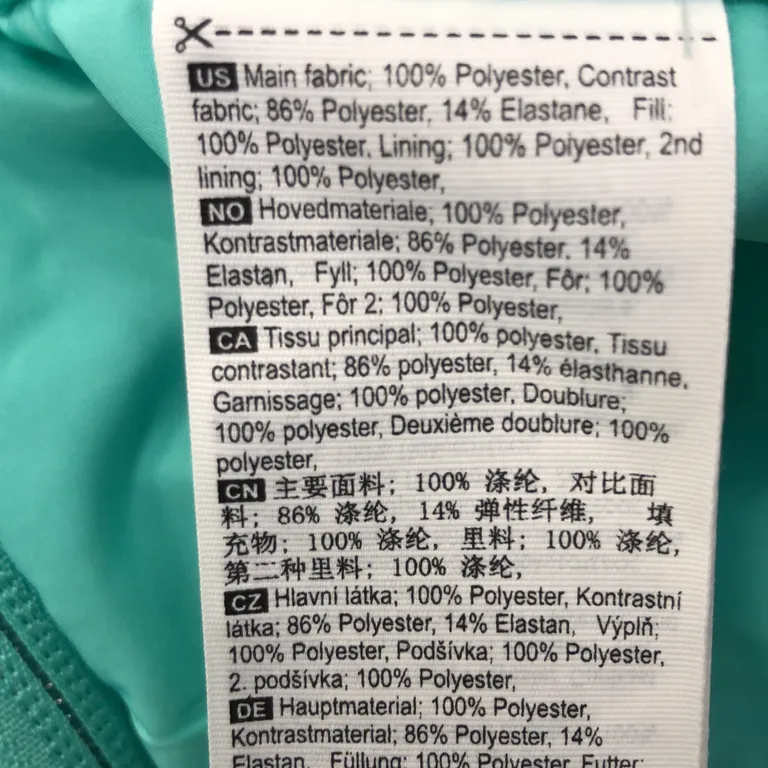 US Main fabric; 100% Polyester, Contrast
fabric; 86% Polyester, 14% Elastane, Fill;
100% Polyester, Lining; 100% Polyester, 2nd
lining; 100% Polyester,
NO Hovedmateriale; 100% Polyester,
Kontrastmateriale; 86% Polyester, 14%
Elastan, Fyll; 100% Polyester, Fôr; 100%
Polyester, Fôr 2; 100% Polyester,
CA Tissu principal; 100% polyester, Tissu
contrastant; 86% polyester, 14% élasthanne,
Garnissage; 100% polyester, Doublure;
100% polyester, Deuxième doublure; 100%
polyester,
CN 主要面料; 100% 涤纶, 对比面
料; 86% 涤纶, 14% 弹性纤维, 填
充物; 100% 涤纶, 里料; 100% 涤纶,
第二种里料; 100% 涤纶,
CZ Hlavní látka; 100% Polyester, Kontrastní
látka; 86% Polyester, 14% Elastan, Výplň;
100% Polyester, Podšívka; 100% Polyester,
2. podšívka; 100% Polyester,
DE Hauptmaterial; 100% Polyester,
Kontrastmaterial; 86% Polyester, 14%
Elastan, Füllung; 100% Polyester, Futter;